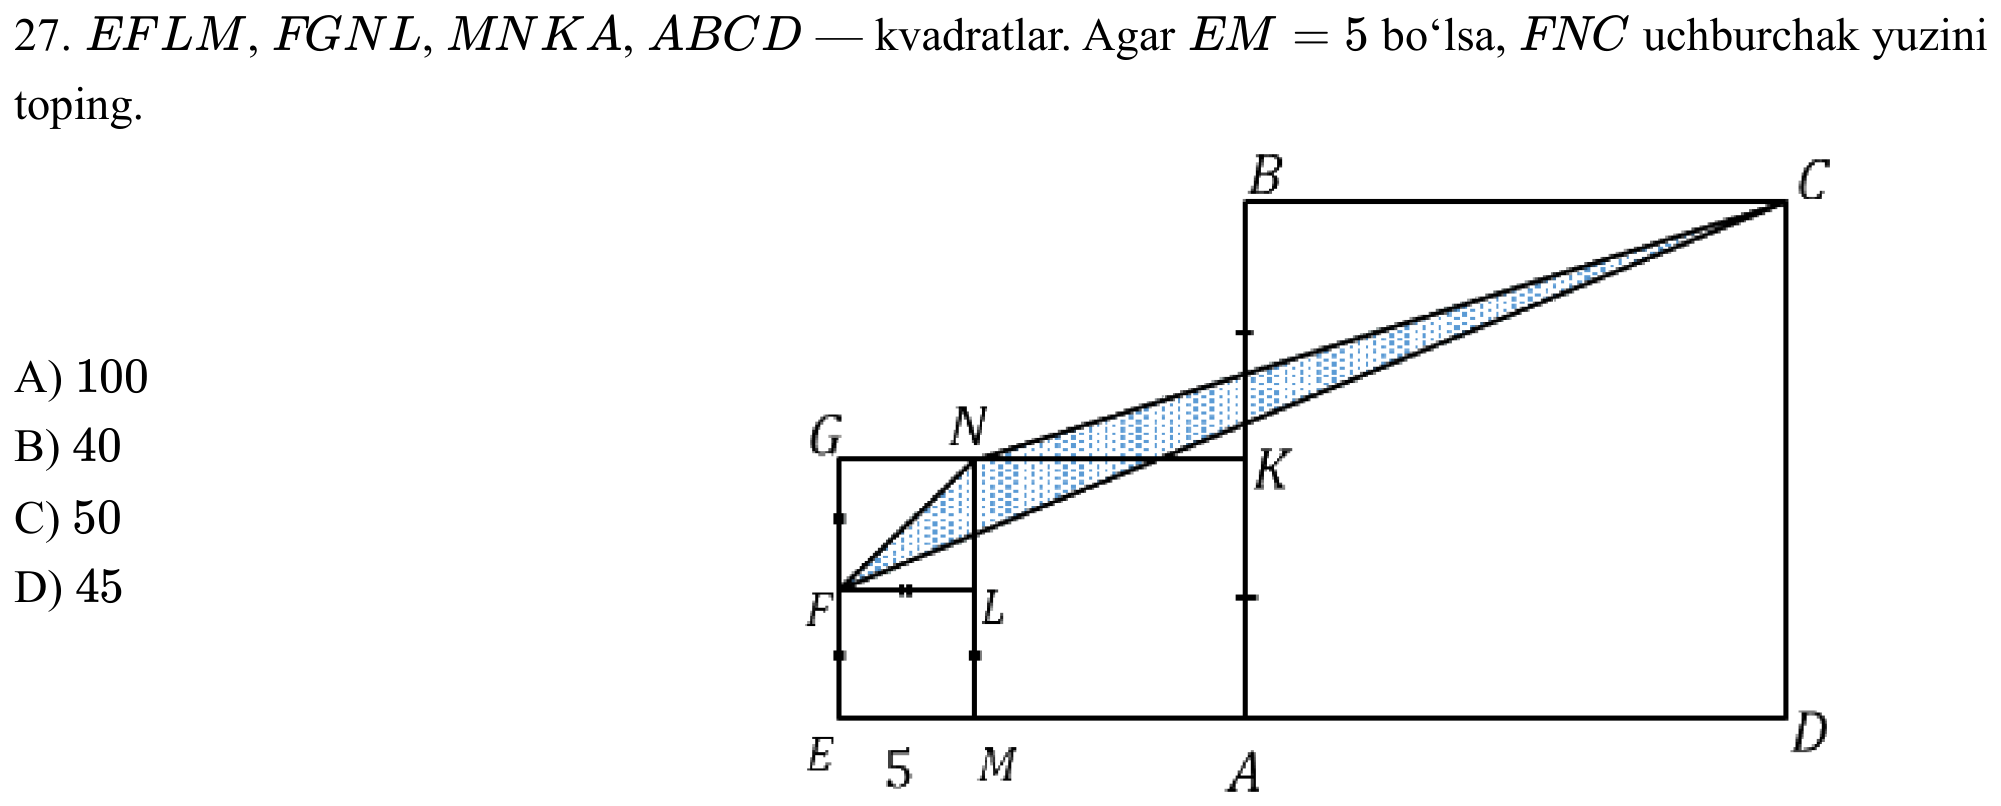 27. EFLM, FGNL, MNKA, ABCD — kvadratlar. Agar EM = 5 bo‘lsa, FNC uchburchak yuzini
toping.
B
C
A) 100
G
N
B) 40
K
C) 50
D) 45
F
L
E
5
M
A
D